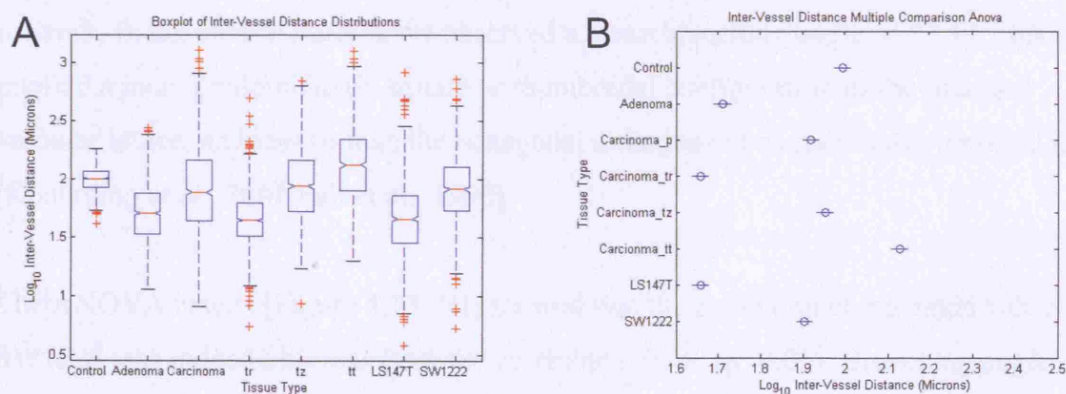 A
Boxplot of Inter-Vessel Distance Distributions
Log10 Inter-Vessel Distance (Microns)
3
2.5
2
1.5
1
0.5
Control Adenoma Carcinoma tr tz tt LS147T SW1222
Tissue Type
B
Inter-Vessel Distance Multiple Comparison Anova
Tissue Type
Control
Adenoma
Carcinoma_p
Carcinoma_tr
Carcinoma_tz
Carcionma_tt
LS147T
SW1222
1.6 1.7 1.8 1.9 2 2.1 2.2 2.3 2.4 2.5
Log10 Inter-Vessel Distance (Microns)